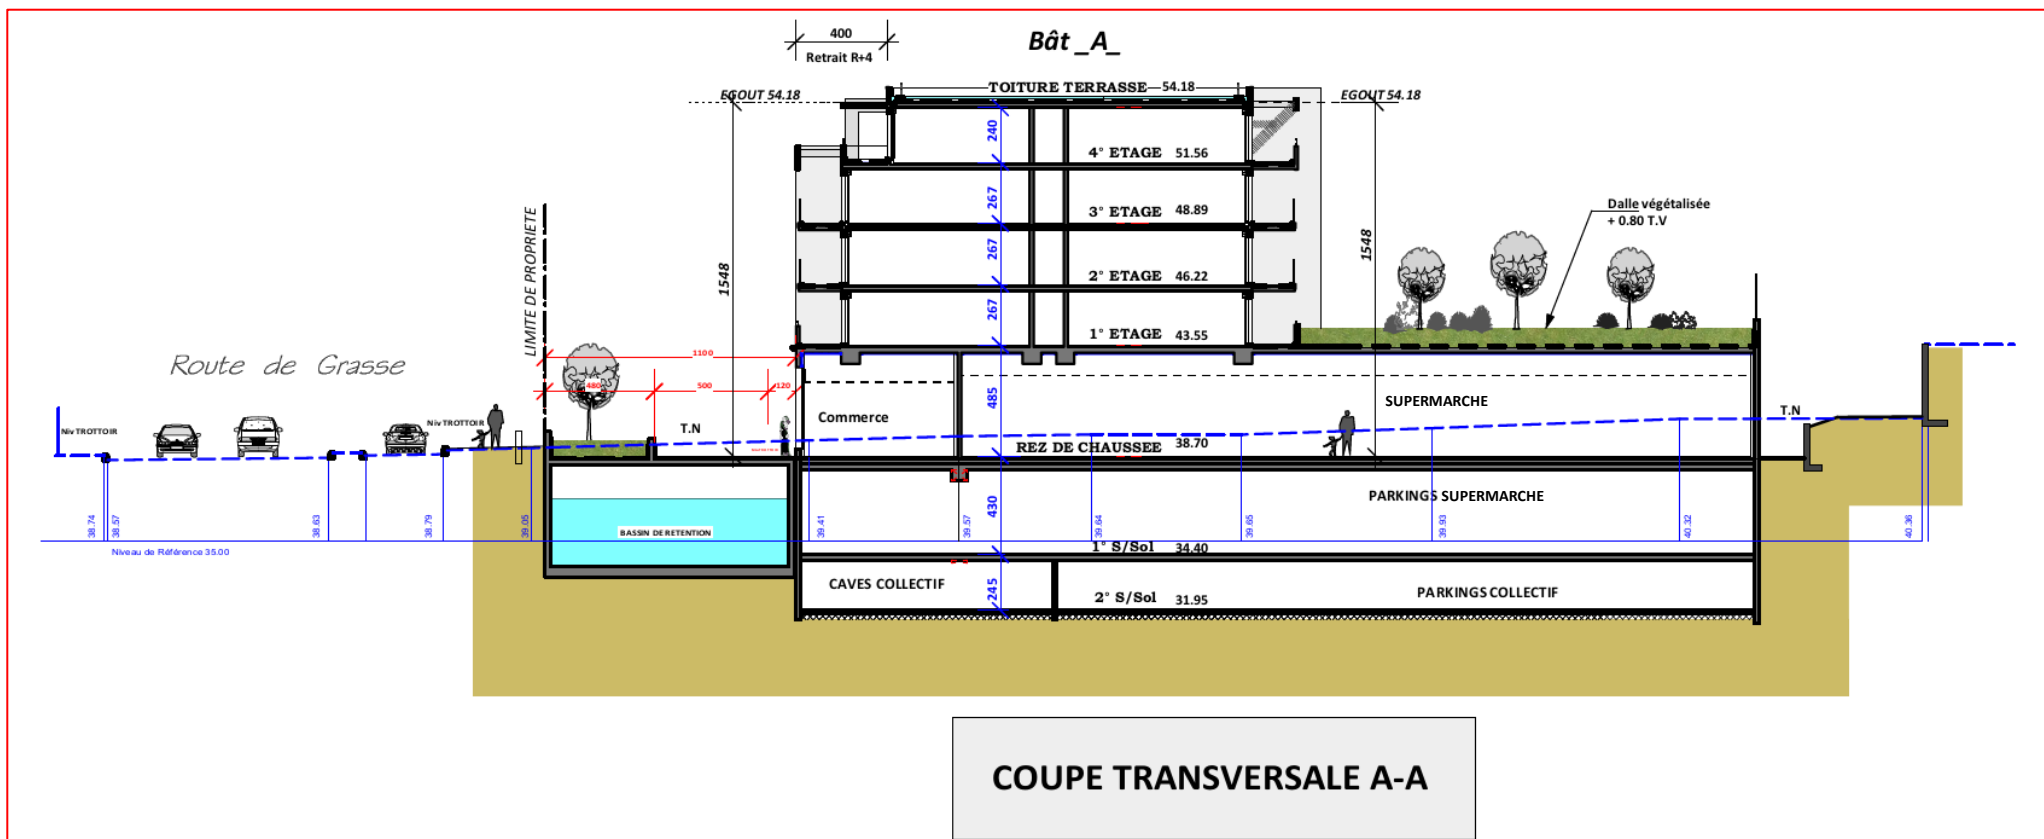 400
Retrait R+4
Bât _A_
TOITURE TERRASSE 54.18
EGOUT 54.18
EGOUT 54.18
240
4° ETAGE 51.56
267
3° ETAGE 48.89
Dalle végétalisée
+ 0.80 T.V
LIMITE DE PROPRIETE
1548
1548
267
2° ETAGE 46.22
267
1° ETAGE 43.55
Route de Grasse
1100
480
500
120
485
Commerce
SUPERMARCHE
T.N
Niv TROTTOIR
Niv TROTTOIR
T.N
REZ DE CHAUSSEE 38.70
PARKINGS SUPERMARCHE
430
38.74
38.57
38.63
38.79
39.05
BASSIN DE RETENTION
39.41
39.57
39.64
39.65
39.93
40.32
40.36
Niveau de Référence 35.00
1° S/Sol 34.40
CAVES COLLECTIF
245
2° S/Sol 31.95
PARKINGS COLLECTIF
COUPE TRANSVERSALE A-A